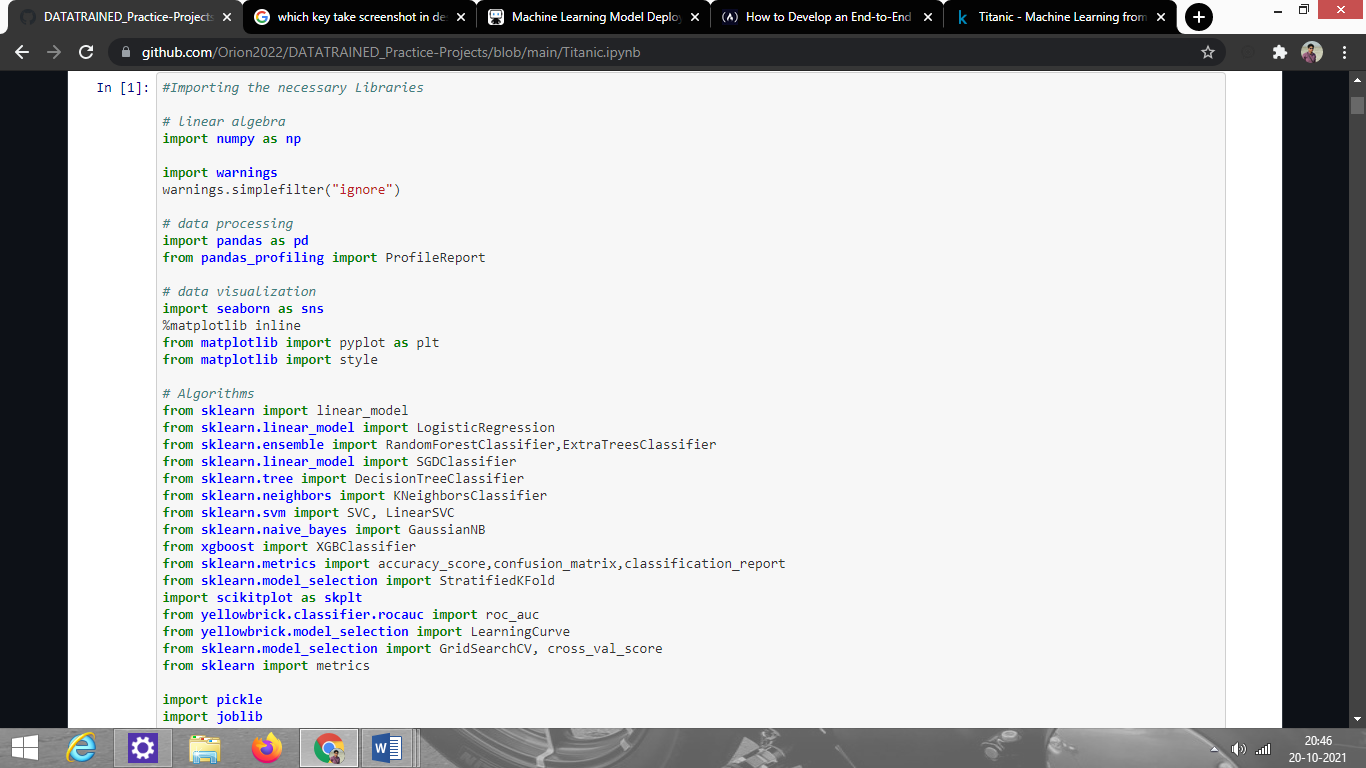 DATATRAINED_Practice-Projects
which key take screenshot in de
Machine Learning Model Deploy
How to Develop an End-to-End
Titanic - Machine Learning from
github.com/Orion2022/DATATRAINED_Practice-Projects/blob/main/Titanic.ipynb
In [1]: #Importing the necessary Libraries
# linear algebra
import numpy as np
import warnings
warnings.simplefilter("ignore")
# data processing
import pandas as pd
from pandas_profiling import ProfileReport
# data visualization
import seaborn as sns
%matplotlib inline
from matplotlib import pyplot as plt
from matplotlib import style
# Algorithms
from sklearn import linear_model
from sklearn.linear_model import LogisticRegression
from sklearn.ensemble import RandomForestClassifier,ExtraTreesClassifier
from sklearn.linear_model import SGDClassifier
from sklearn.tree import DecisionTreeClassifier
from sklearn.neighbors import KNeighborsClassifier
from sklearn.svm import SVC, LinearSVC
from sklearn.naive_bayes import GaussianNB
from xgboost import XGBClassifier
from sklearn.metrics import accuracy_score,confusion_matrix,classification_report
from sklearn.model_selection import StratifiedKFold
import scikitplot as skplt
from yellowbrick.classifier.rocauc import roc_auc
from yellowbrick.model_selection import LearningCurve
from sklearn.model_selection import GridSearchCV, cross_val_score
from sklearn import metrics
import pickle
import joblib
20:46
20-10-2021